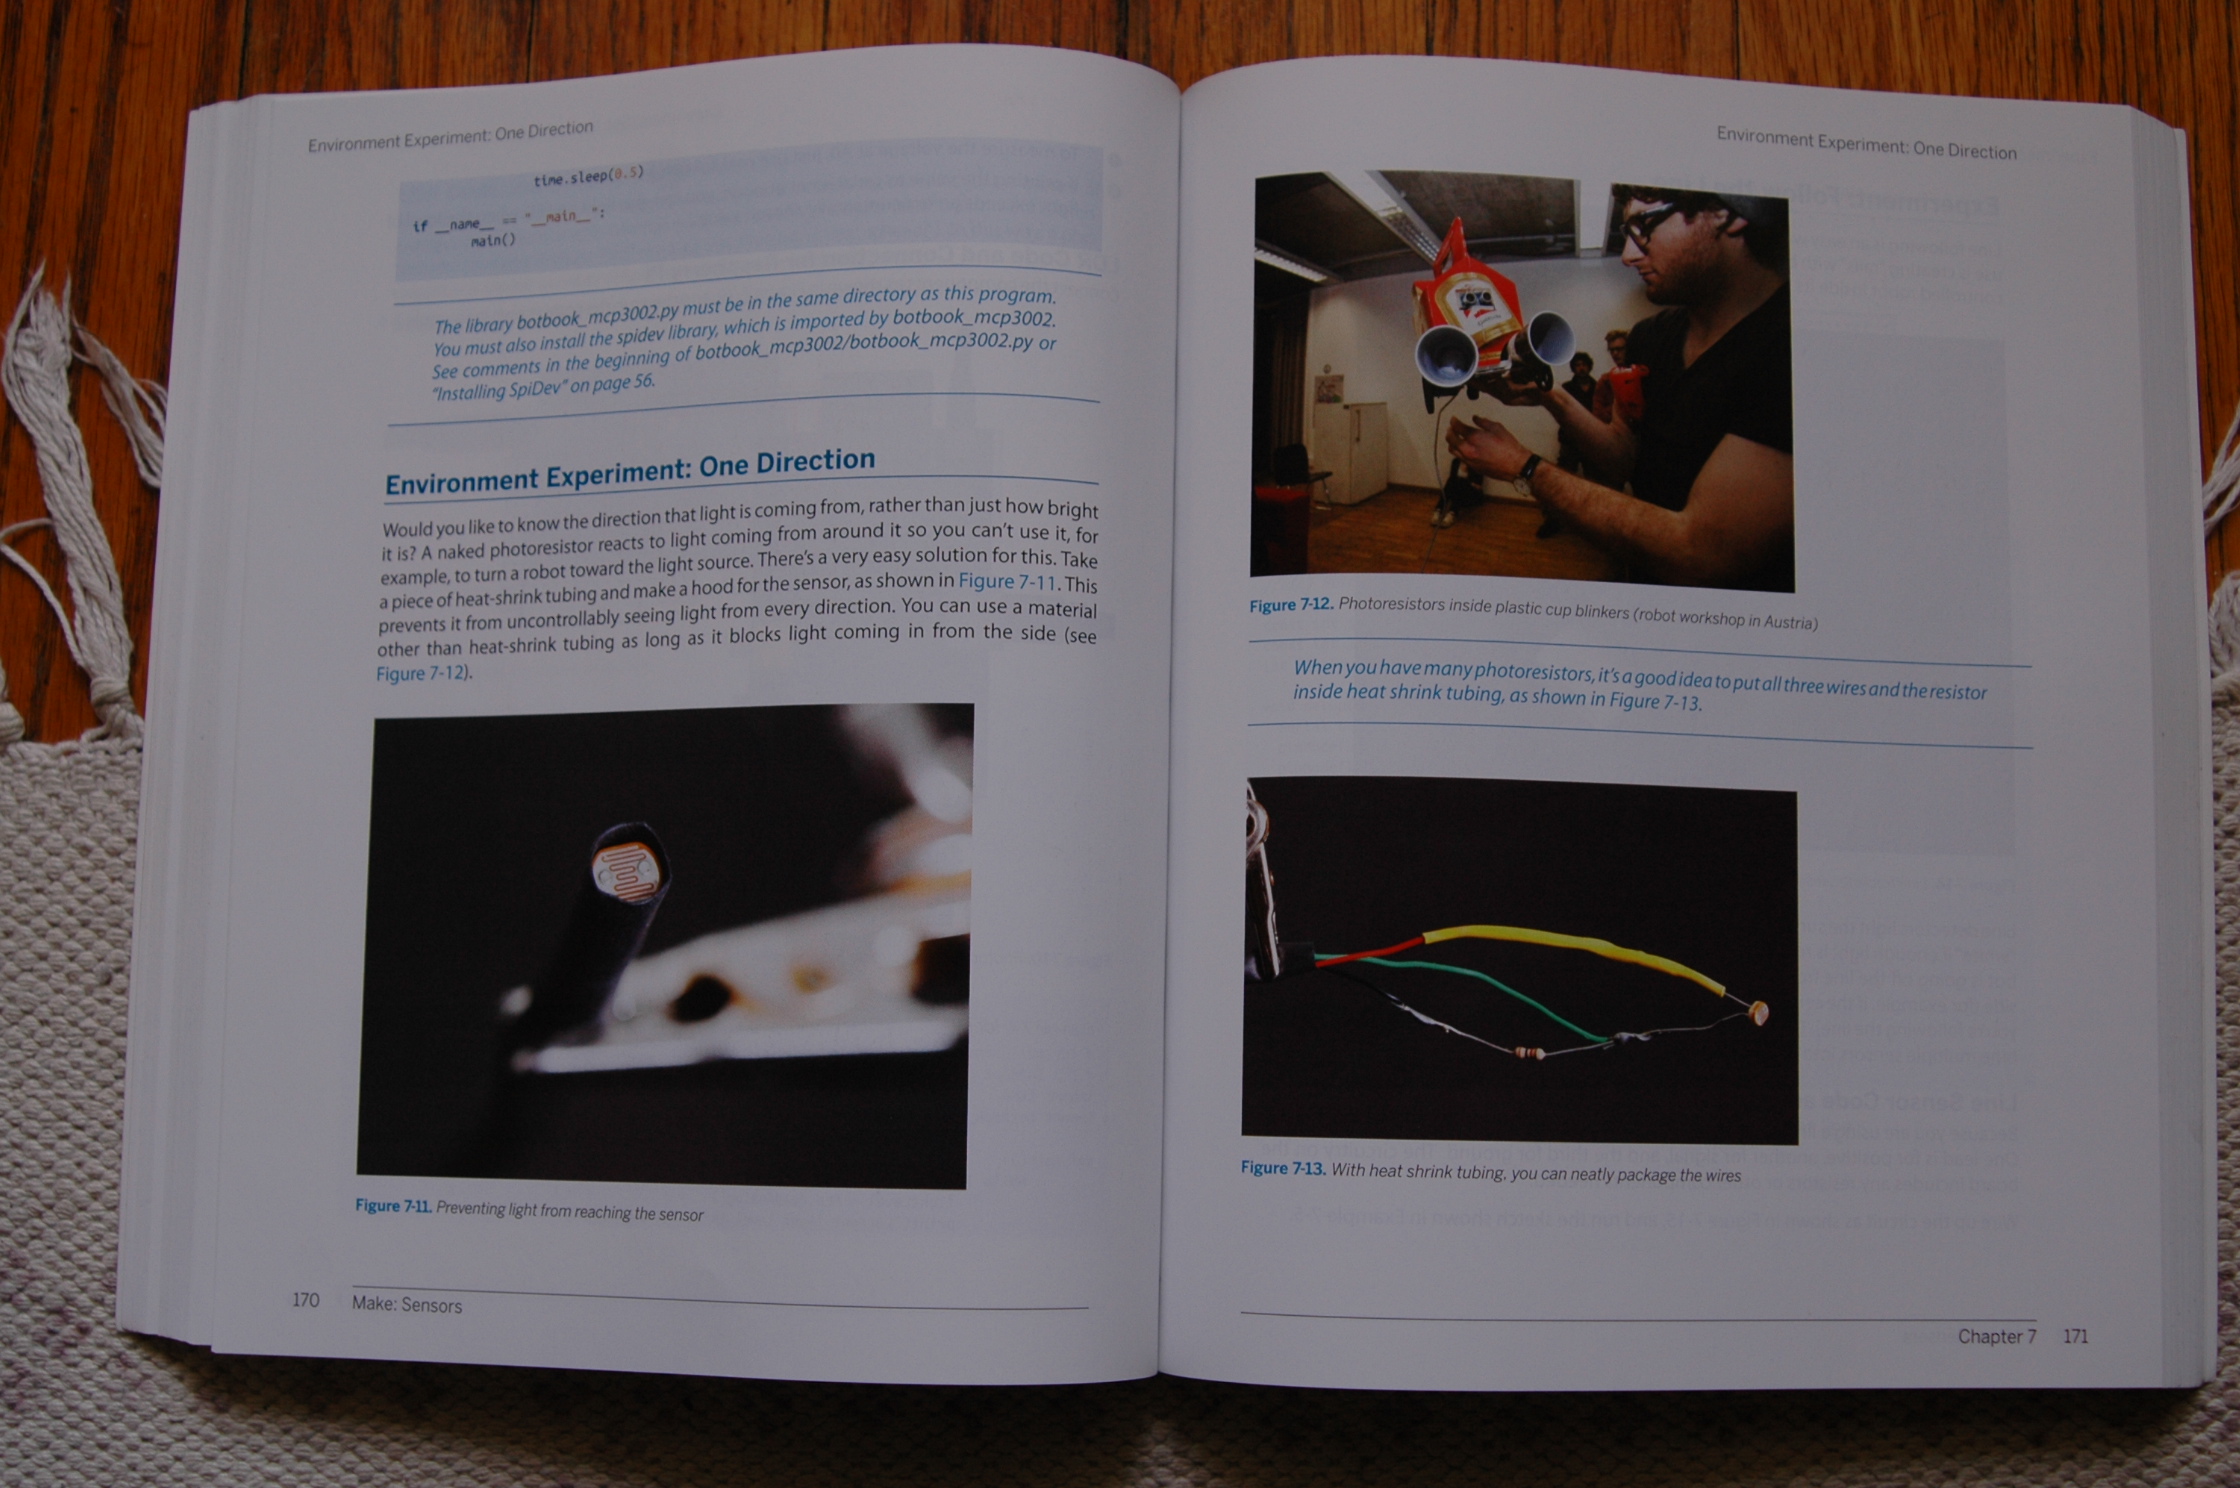 Environment Experiment: One Direction
time.sleep(0.5)
if __name__ == "__main__":
main()
The library botbook_mcp3002.py must be in the same directory as this program.
You must also install the spidev library, which is imported by botbook_mcp3002.
See comments in the beginning of botbook_mcp3002/botbook_mcp3002.py or
"Installing SpiDev" on page 56.
Environment Experiment: One Direction
Would you like to know the direction that light is coming from, rather than just how bright
it is? A naked photoresistor reacts to light coming from around it so you can't use it, for
example, to turn a robot toward the light source. There's a very easy solution for this. Take
a piece of heat-shrink tubing and make a hood for the sensor, as shown in Figure 7-11. This
prevents it from uncontrollably seeing light from every direction. You can use a material
other than heat-shrink tubing as long as it blocks light coming in from the side (see
Figure 7-12).
Figure 7-11. Preventing light from reaching the sensor
170 Make: Sensors
Environment Experiment: One Direction
Figure 7-12. Photoresistors inside plastic cup blinkers (robot workshop in Austria)
When you have many photoresistors, it's a good idea to put all three wires and the resistor
inside heat shrink tubing, as shown in Figure 7-13.
Figure 7-13. With heat shrink tubing, you can neatly package the wires
Chapter 7 171